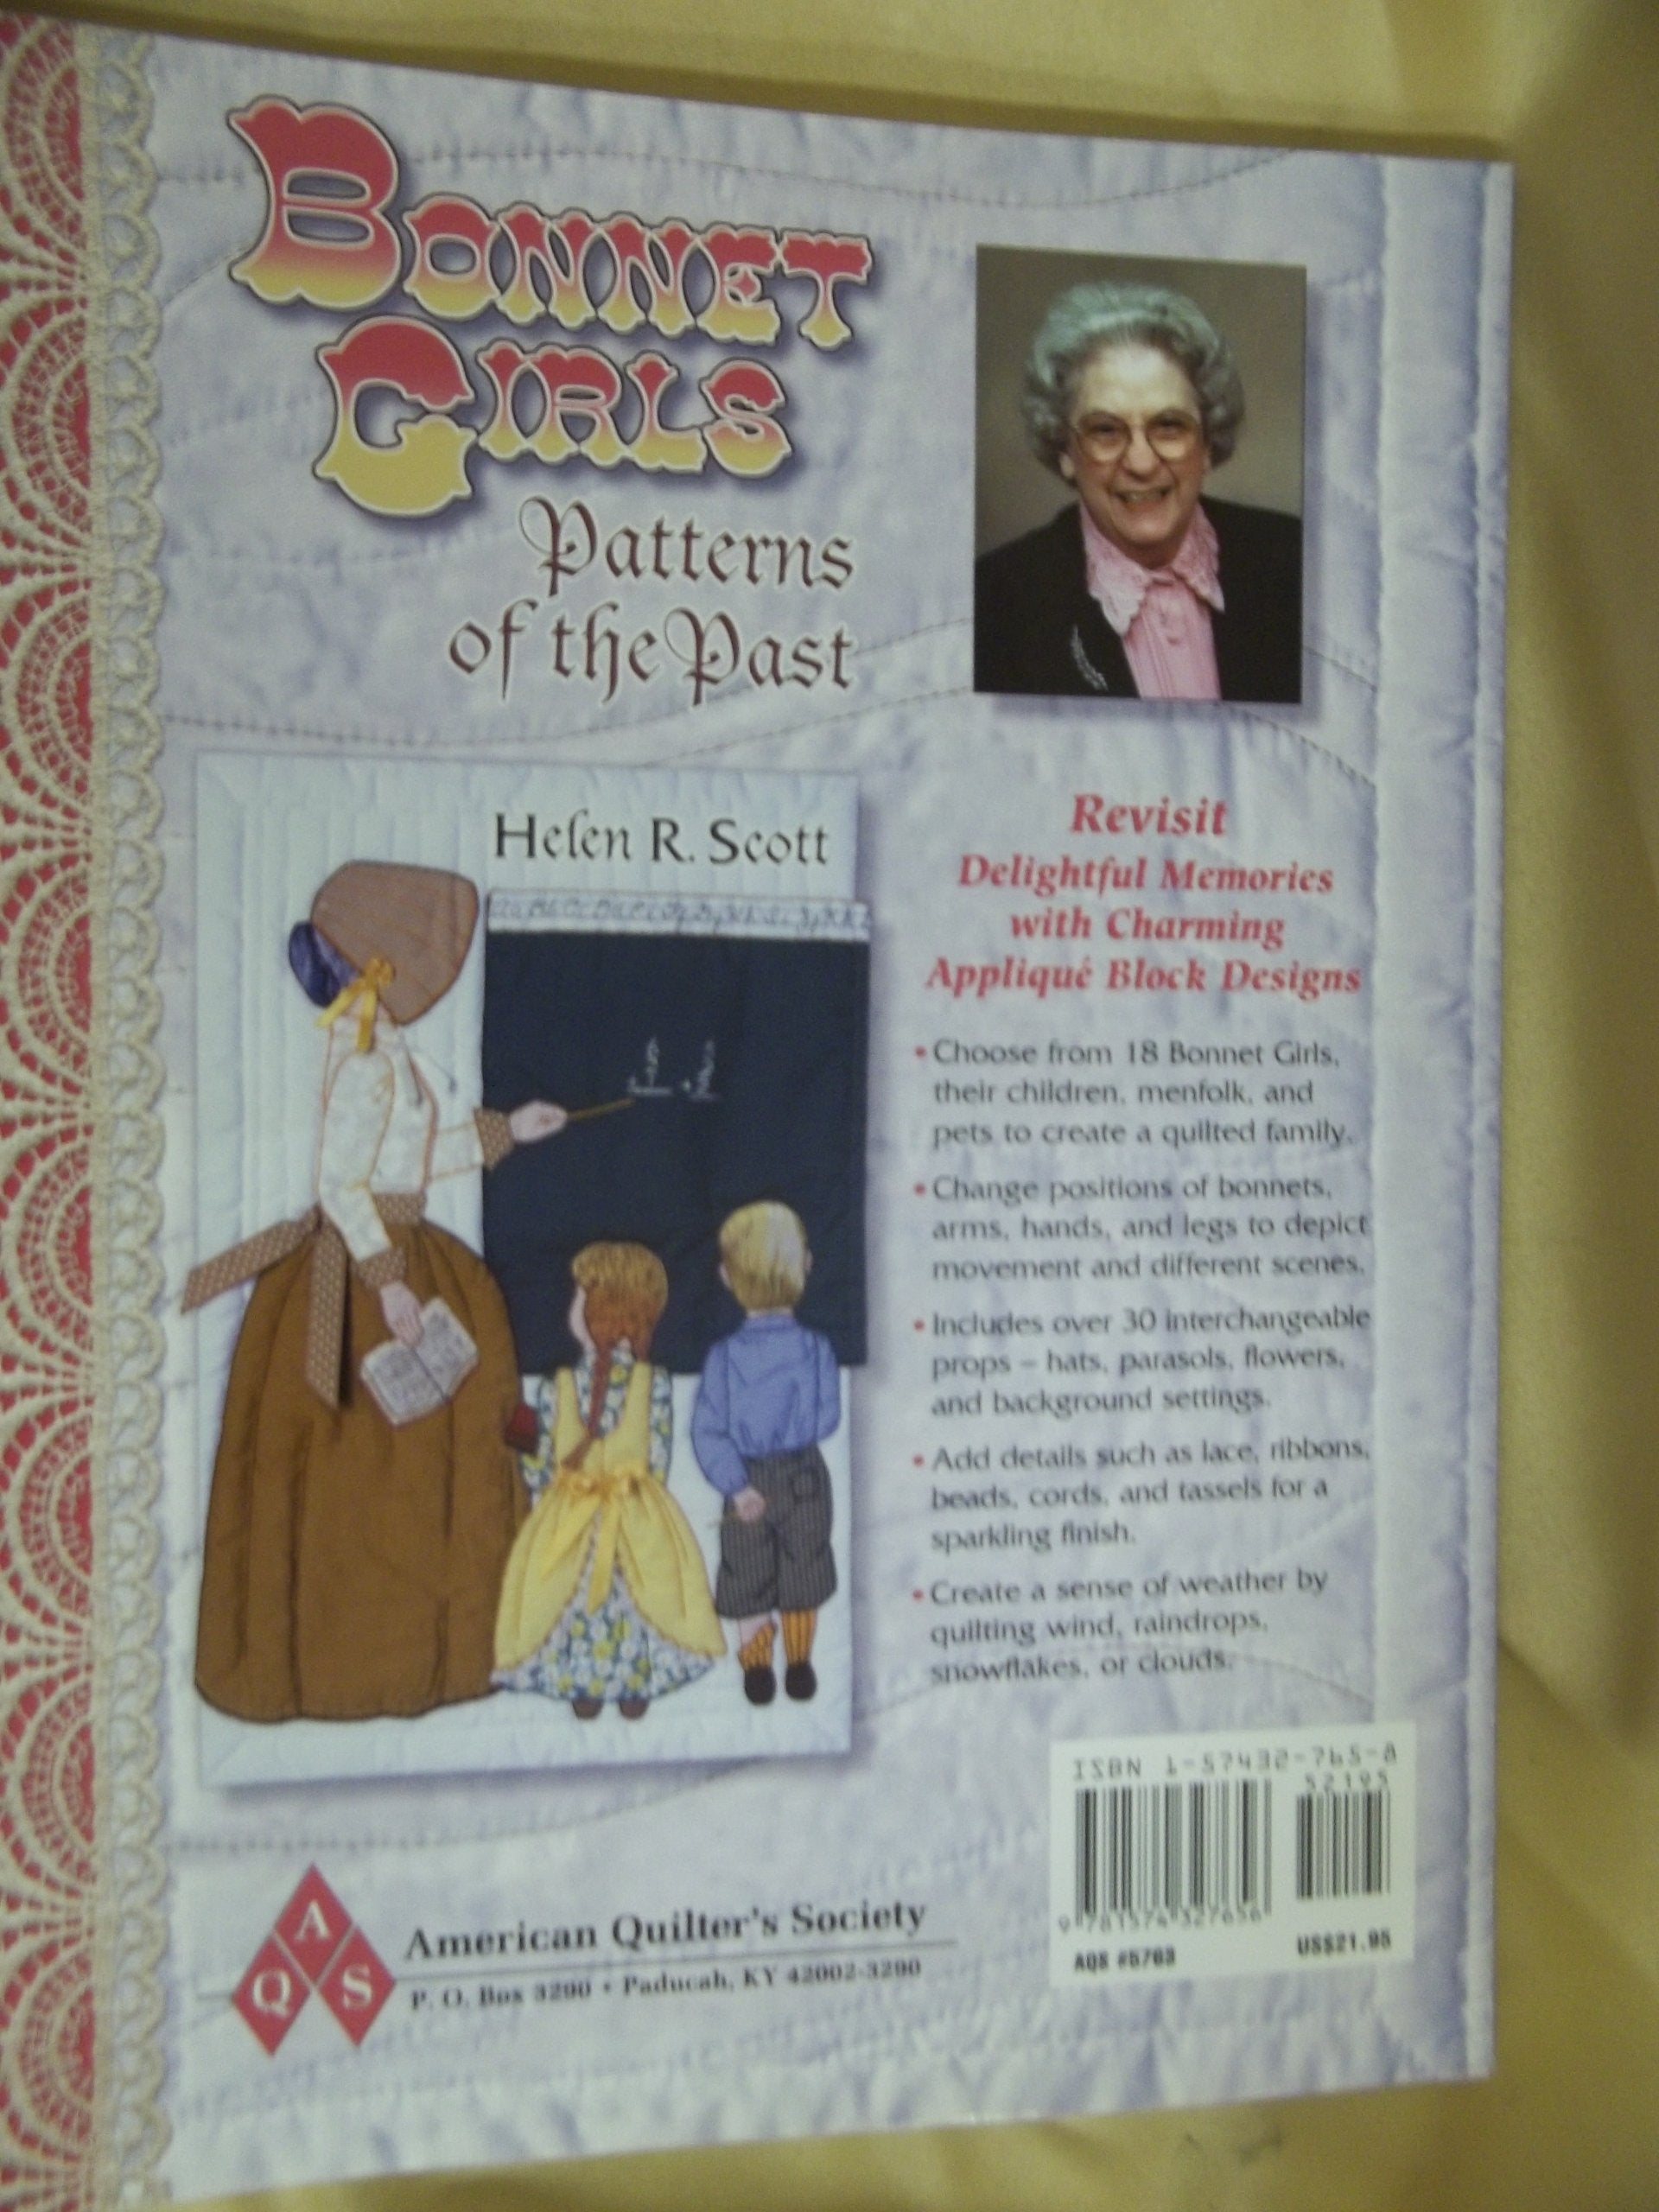 BONNET
GIRLS
Patterns
of the Past
Helen R. Scott
Revisit
Delightful Memories
with Charming
Appliqué Block Designs
• Choose from 18 Bonnet Girls,
their children, menfolk, and
pets to create a quilted family.
• Change positions of bonnets,
arms, hands, and legs to depict
movement and different scenes.
• Includes over 30 interchangeable
props – hats, parasols, flowers,
and background settings.
• Add details such as lace, ribbons,
beads, cords, and tassels for a
sparkling finish.
• Create a sense of weather by
quilting wind, raindrops,
snowflakes, or clouds.
ISBN 1-57432-765-8
52195
9 781574 327656
AQS #5763
US$21.95
A
Q S
American Quilter's Society
P. O. Box 3290 • Paducah, KY 42002-3290